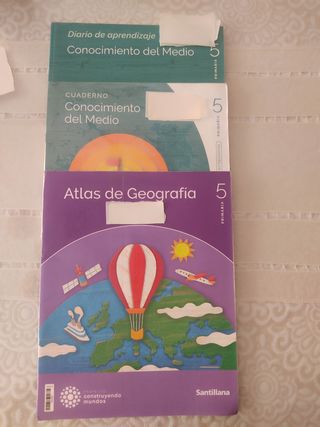 Diario de aprendizaje
Conocimiento del Medio
5
PRIMARIA
CUADERNO
Conocimiento
del Medio
5
PRIMARIA
Atlas de Geografía
5
PRIMARIA
construyendo
mundos
Santillana